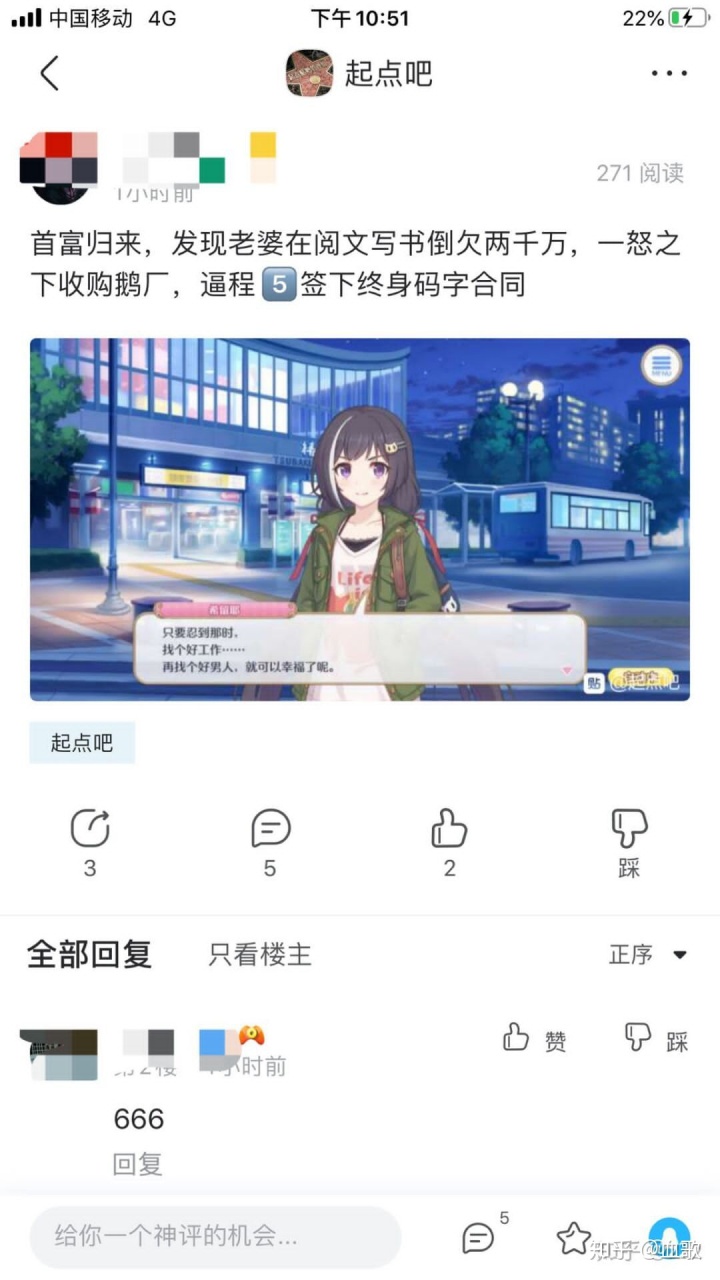 中国移动 4G 下午10:51 22%
起点吧
271 阅读
1小时前
首富归来，发现老婆在阅文写书倒欠两千万，一怒之
下收购鹅厂，逼程5️⃣签下终身码字合同
MENU
Life
希留耶
只要忍到那时，
找个好工作……
再找个好男人，就可以幸福了呢。
贴 @起点吧
起点吧
3 5 2 踩
全部回复 只看楼主 正序
赞 踩
第2楼 1小时前
666
回复
给你一个神评的机会... 5
知乎 @血歌